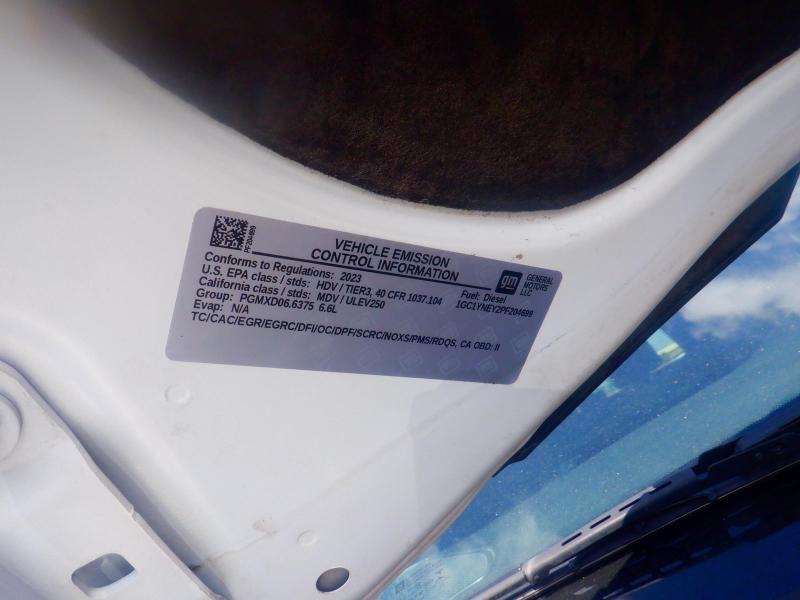 PF204699
VEHICLE EMISSION
CONTROL INFORMATION
gm
GENERAL
MOTORS
LLC
Conforms to Regulations: 2023
U.S. EPA class / stds: HDV / TIER3, 40 CFR 1037.104
Fuel: Diesel
California class / stds: MDV / ULEV250
1GC1YNEY2PF204699
Group: PGMXD06.6375 6.6L
Evap: N/A
TC/CAC/EGR/EGRC/DFI/OC/DPF/SCRC/NOXS/PMS/RDQS, CA OBD: II